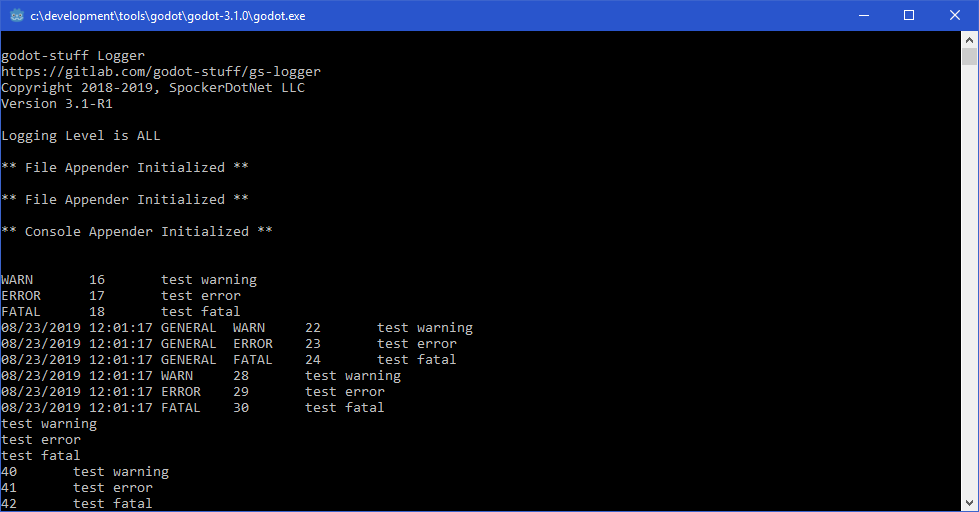 c:\development\tools\godot\godot-3.1.0\godot.exe
godot-stuff Logger
https://gitlab.com/godot-stuff/gs-logger
Copyright 2018-2019, SpockerDotNet LLC
Version 3.1-R1
Logging Level is ALL
** File Appender Initialized **
** File Appender Initialized **
** Console Appender Initialized **
WARN 16 test warning
ERROR 17 test error
FATAL 18 test fatal
08/23/2019 12:01:17 GENERAL WARN 22 test warning
08/23/2019 12:01:17 GENERAL ERROR 23 test error
08/23/2019 12:01:17 GENERAL FATAL 24 test fatal
08/23/2019 12:01:17 WARN 28 test warning
08/23/2019 12:01:17 ERROR 29 test error
08/23/2019 12:01:17 FATAL 30 test fatal
test warning
test error
test fatal
40 test warning
41 test error
42 test fatal